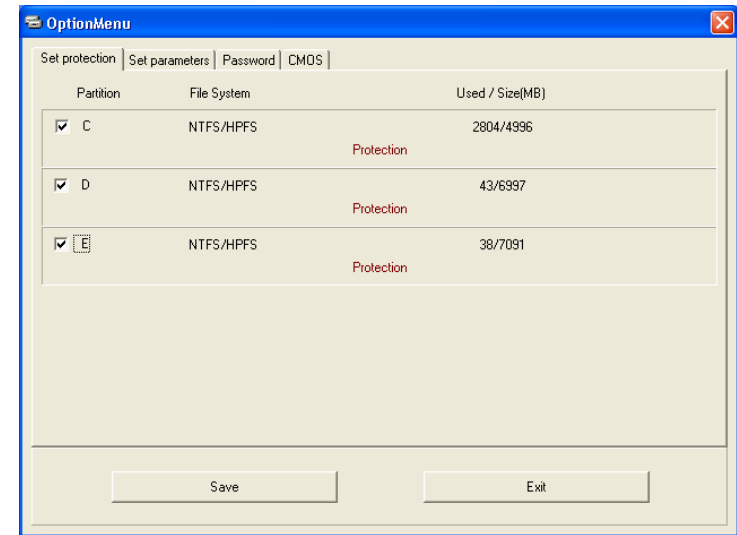 OptionMenu
Set protection Set parameters Password CMOS
Partition File System Used / Size(MB)
C NTFS/HPFS 2804/4996
Protection
D NTFS/HPFS 43/6997
Protection
E NTFS/HPFS 38/7091
Protection
Save Exit